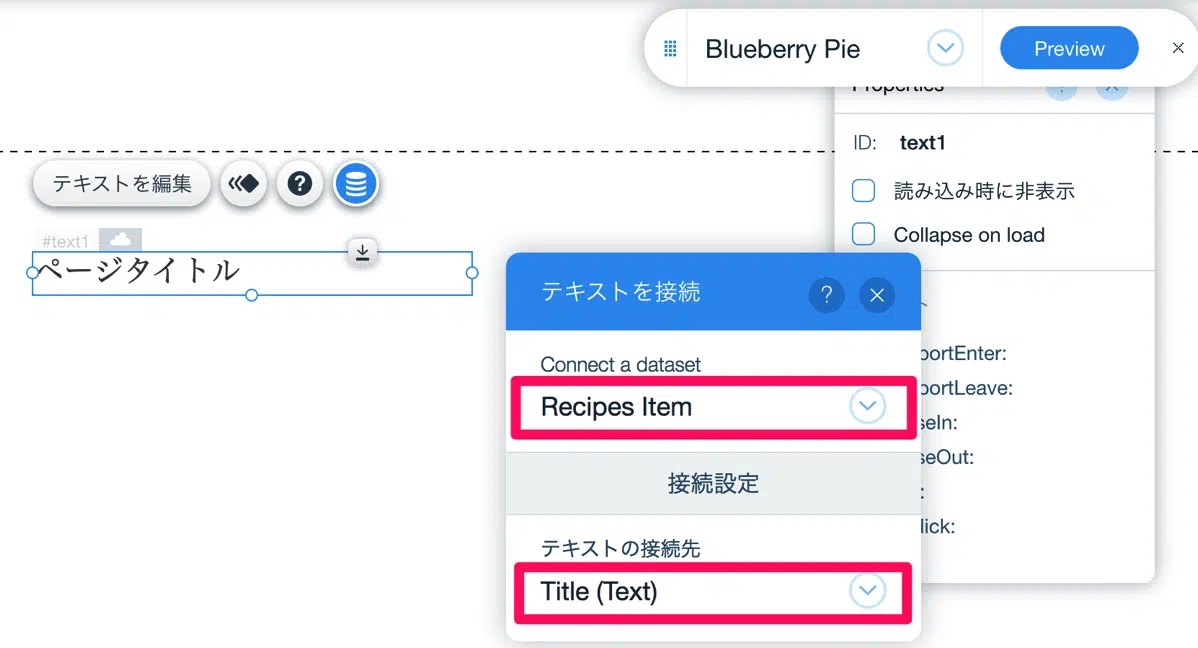 Blueberry Pie
Preview
Properties
ID: text1
読み込み時に非表示
Collapse on load
テキストを編集
#text1
ページタイトル
テキストを接続
Connect a dataset
Recipes Item
接続設定
テキストの接続先
Title (Text)
portEnter:
portLeave:
seIn:
seOut:
lick: